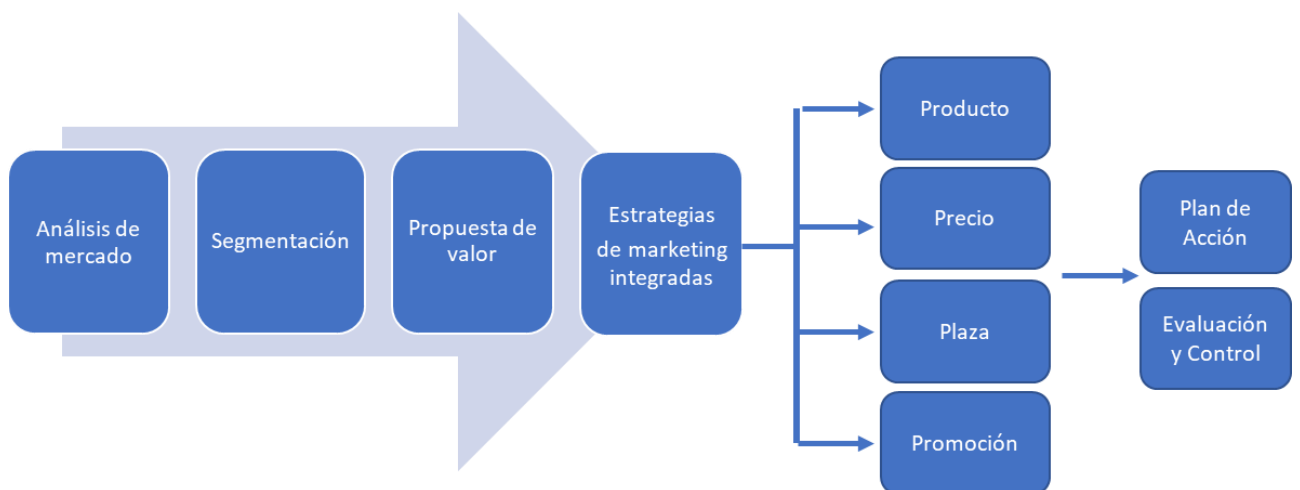 Análisis de
mercado
Segmentación
Propuesta de
valor
Estrategias
de marketing
integradas
Producto
Precio
Plaza
Promoción
Plan de
Acción
Evaluación
y Control